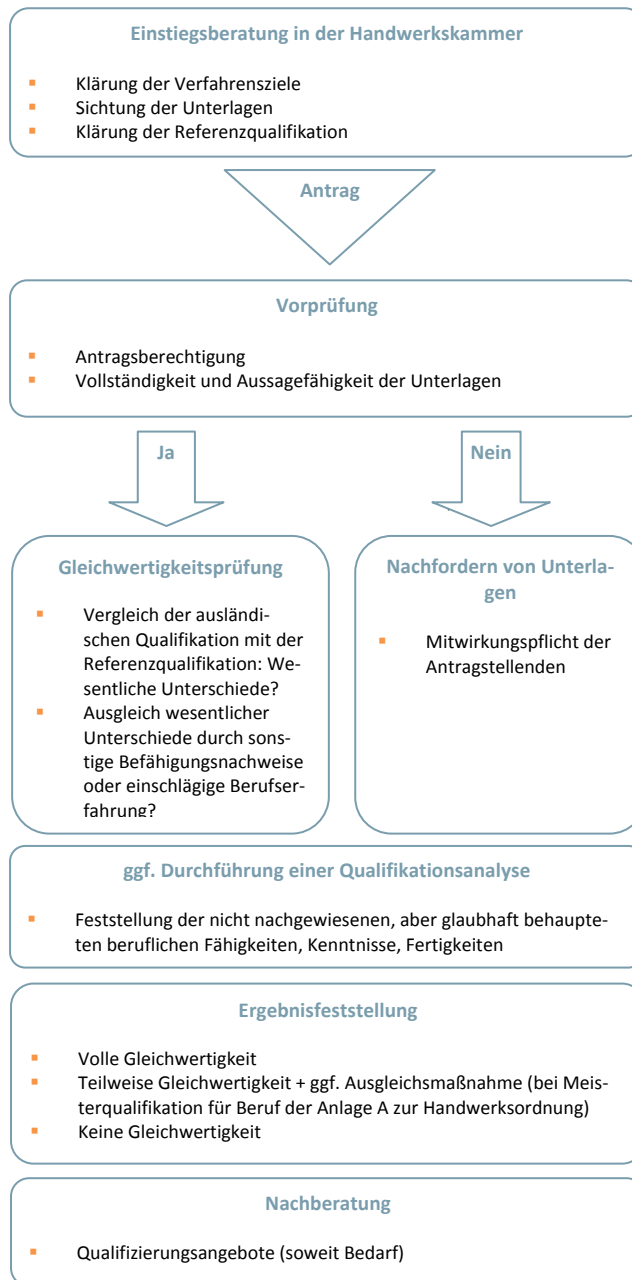 Einstiegsberatung in der Handwerkskammer
▪ Klärung der Verfahrensziele
▪ Sichtung der Unterlagen
▪ Klärung der Referenzqualifikation
Antrag
Vorprüfung
▪ Antragsberechtigung
▪ Vollständigkeit und Aussagefähigkeit der Unterlagen
Ja
Nein
Gleichwertigkeitsprüfung
▪ Vergleich der ausländi-
schen Qualifikation mit der
Referenzqualifikation: We-
sentliche Unterschiede?
▪ Ausgleich wesentlicher
Unterschiede durch sons-
tige Befähigungsnachweise
oder einschlägige Berufser-
fahrung?
Nachfordern von Unterla-
gen
▪ Mitwirkungspflicht der
Antragstellenden
ggf. Durchführung einer Qualifikationsanalyse
▪ Feststellung der nicht nachgewiesenen, aber glaubhaft behaupte-
ten beruflichen Fähigkeiten, Kenntnisse, Fertigkeiten
Ergebnisfeststellung
▪ Volle Gleichwertigkeit
▪ Teilweise Gleichwertigkeit + ggf. Ausgleichsmaßnahme (bei Meis-
terqualifikation für Beruf der Anlage A zur Handwerksordnung)
▪ Keine Gleichwertigkeit
Nachberatung
▪ Qualifizierungsangebote (soweit Bedarf)